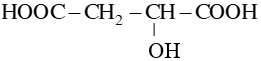 HOOC – CH₂ – CH – COOH
|
OH